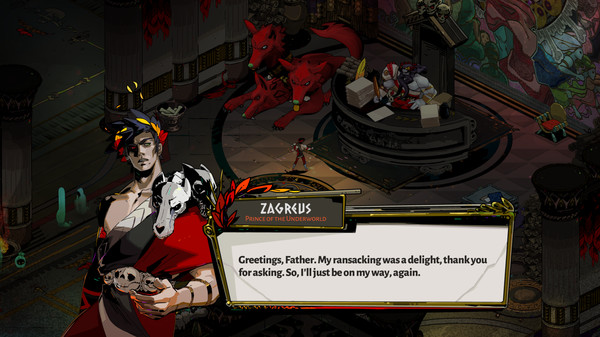 ZAGREUS
PRINCE OF THE UNDERWORLD
Greetings, Father. My ransacking was a delight, thank you
for asking. So, I'll just be on my way, again.